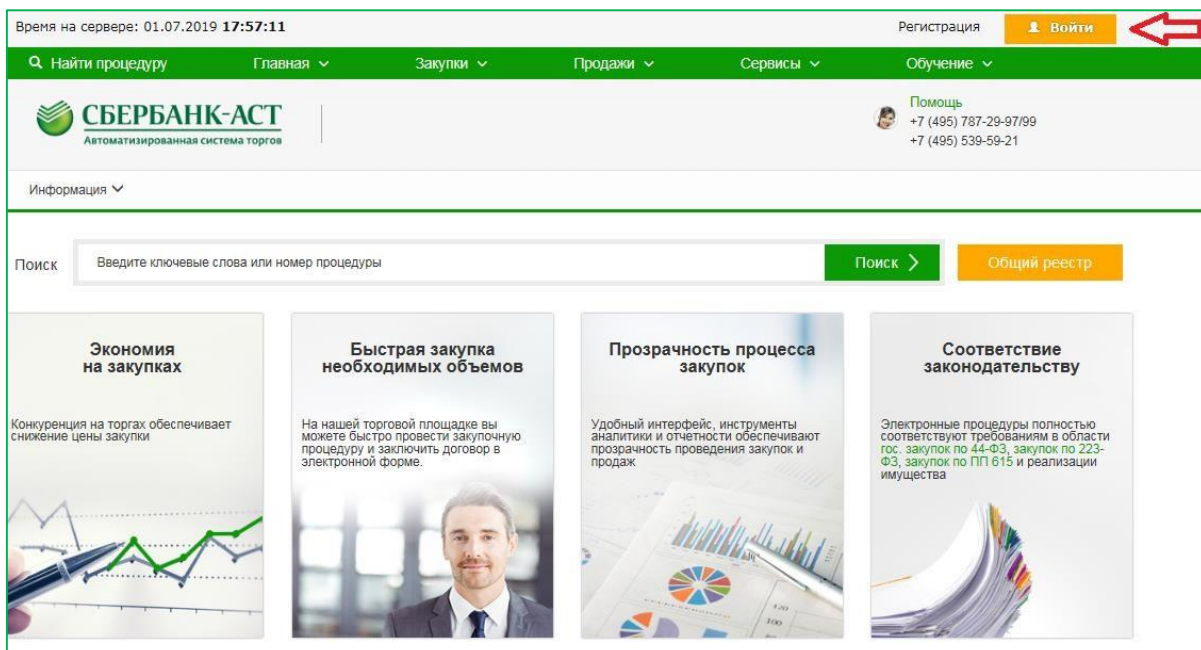 Время на сервере: 01.07.2019 17:57:11
Регистрация
Войти
Найти процедуру
Главная
Закупки
Продажи
Сервисы
Обучение
СБЕРБАНК-АСТ
Автоматизированная система торгов
Помощь
+7 (495) 787-29-97/99
+7 (495) 539-59-21
Информация
Поиск
Введите ключевые слова или номер процедуры
Поиск
Общий реестр
Экономия
на закупках
Конкуренция на торгах обеспечивает
снижение цены закупки
Быстрая закупка
необходимых объемов
На нашей торговой площадке вы
можете быстро провести закупочную
процедуру и заключить договор в
электронной форме.
Прозрачность процесса
закупок
Удобный интерфейс, инструменты
аналитики и отчетности обеспечивают
прозрачность проведения закупок и
продаж
120
100
Соответствие
законодательству
Электронные процедуры полностью
соответствуют требованиям в области
гос. закупок по 44-ФЗ, закупок по 223-
ФЗ, закупок по ПП 615 и реализации
имущества